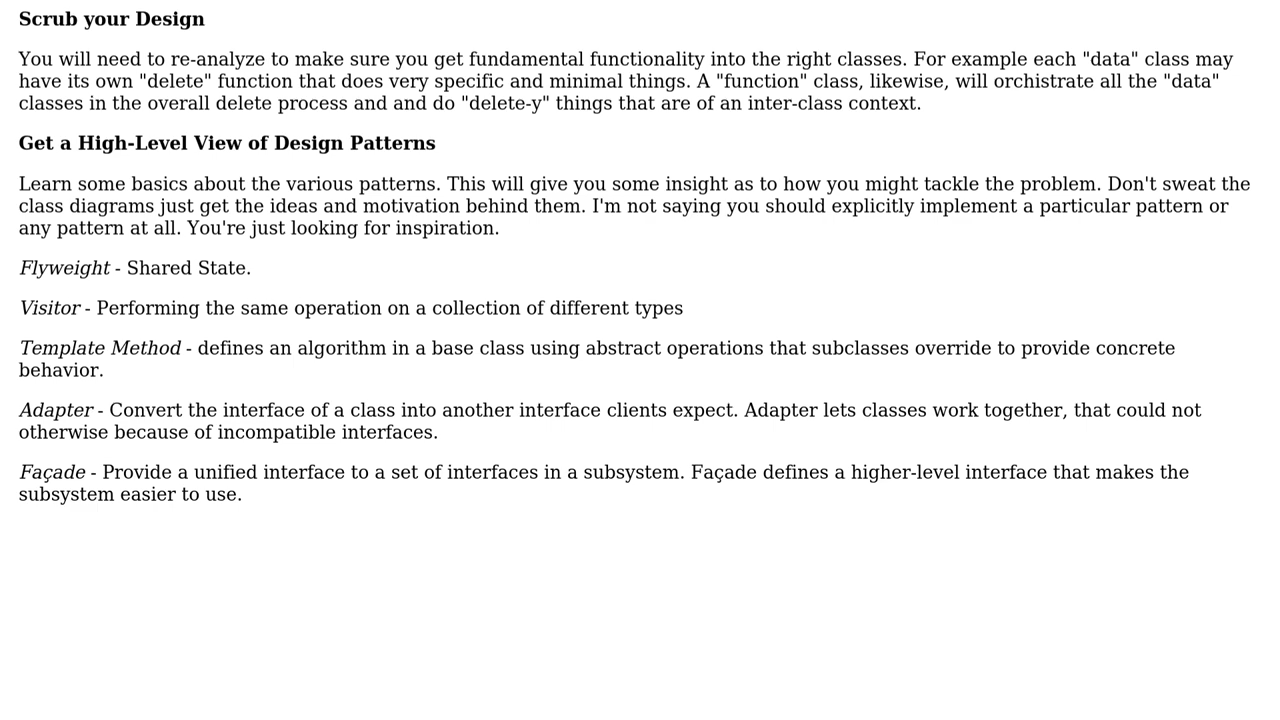 Scrub your Design
You will need to re-analyze to make sure you get fundamental functionality into the right classes. For example each "data" class may
have its own "delete" function that does very specific and minimal things. A "function" class, likewise, will orchistrate all the "data"
classes in the overall delete process and and do "delete-y" things that are of an inter-class context.
Get a High-Level View of Design Patterns
Learn some basics about the various patterns. This will give you some insight as to how you might tackle the problem. Don't sweat the
class diagrams just get the ideas and motivation behind them. I'm not saying you should explicitly implement a particular pattern or
any pattern at all. You're just looking for inspiration.
Flyweight - Shared State.
Visitor - Performing the same operation on a collection of different types
Template Method - defines an algorithm in a base class using abstract operations that subclasses override to provide concrete
behavior.
Adapter - Convert the interface of a class into another interface clients expect. Adapter lets classes work together, that could not
otherwise because of incompatible interfaces.
Façade - Provide a unified interface to a set of interfaces in a subsystem. Façade defines a higher-level interface that makes the
subsystem easier to use.